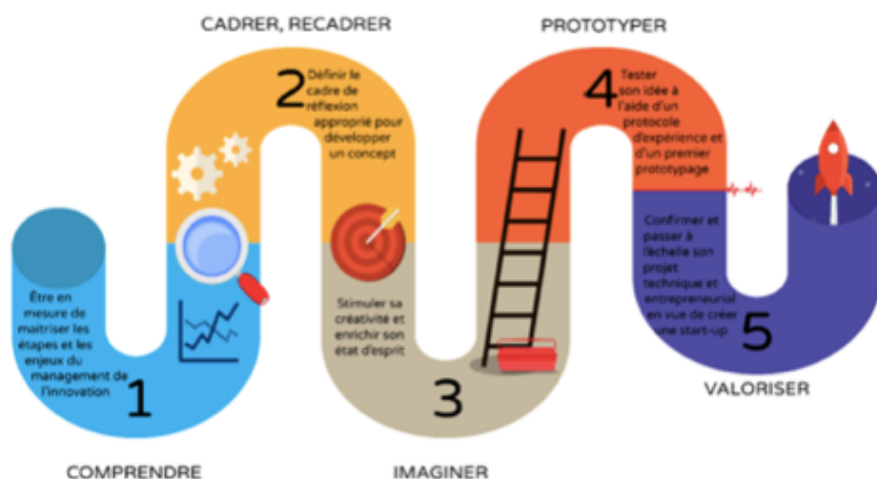 CADRER, RECADRER
PROTOTYPER
2
Définir le
cadre de
réflexion
approprié pour
développer
un concept
4
Tester
son idée à
l'aide d'un
protocole
d'expérience et
d'un premier
prototypage
Être en
mesure de
maitriser les
étapes et les
enjeux du
management de
l'innovation
1
Stimuler sa
créativité et
enrichir son
état d'esprit
3
Confirmer et
passer à
l'échelle son
projet
technique et
entrepreneurial
en vue de créer
une start-up
5
VALORISER
COMPRENDRE
IMAGINER